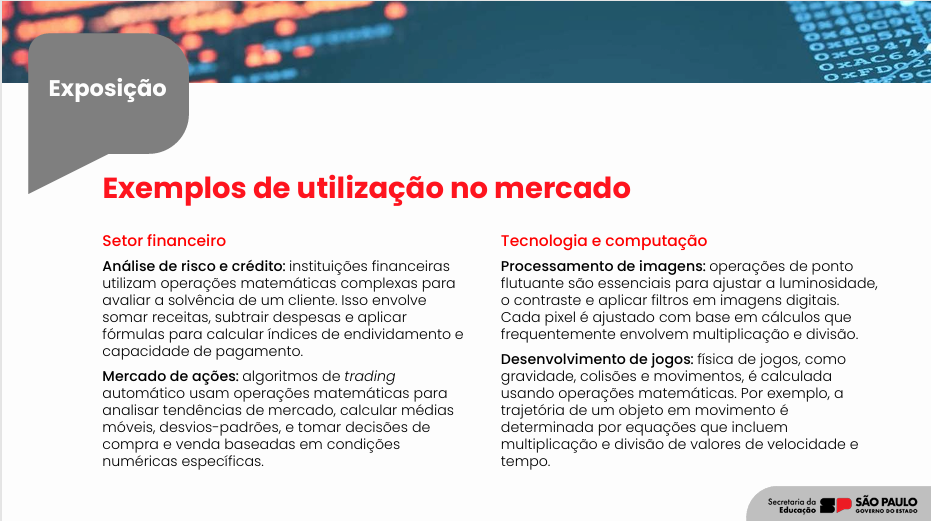 Exposição
Exemplos de utilização no mercado
Setor financeiro
Análise de risco e crédito: instituições financeiras
utilizam operações matemáticas complexas para
avaliar a solvência de um cliente. Isso envolve
somar receitas, subtrair despesas e aplicar
fórmulas para calcular índices de endividamento e
capacidade de pagamento.
Mercado de ações: algoritmos de trading
automático usam operações matemáticas para
analisar tendências de mercado, calcular médias
móveis, desvios-padrões, e tomar decisões de
compra e venda baseadas em condições
numéricas específicas.
Tecnologia e computação
Processamento de imagens: operações de ponto
flutuante são essenciais para ajustar a luminosidade,
o contraste e aplicar filtros em imagens digitais.
Cada pixel é ajustado com base em cálculos que
frequentemente envolvem multiplicação e divisão.
Desenvolvimento de jogos: física de jogos, como
gravidade, colisões e movimentos, é calculada
usando operações matemáticas. Por exemplo, a
trajetória de um objeto em movimento é
determinada por equações que incluem
multiplicação e divisão de valores de velocidade e
tempo.
Secretaria da
Educação
SÃO PAULO
GOVERNO DO ESTADO